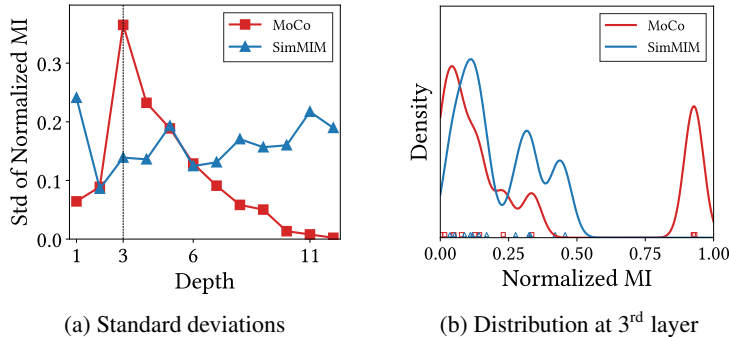 MoCo
SimMIM
Std of Normalized MI
0.3
0.2
0.1
0.0
1
3
6
11
Depth
(a) Standard deviations
MoCo
SimMIM
Density
0.00
0.25
0.50
0.75
1.00
Normalized MI
(b) Distribution at 3rd layer